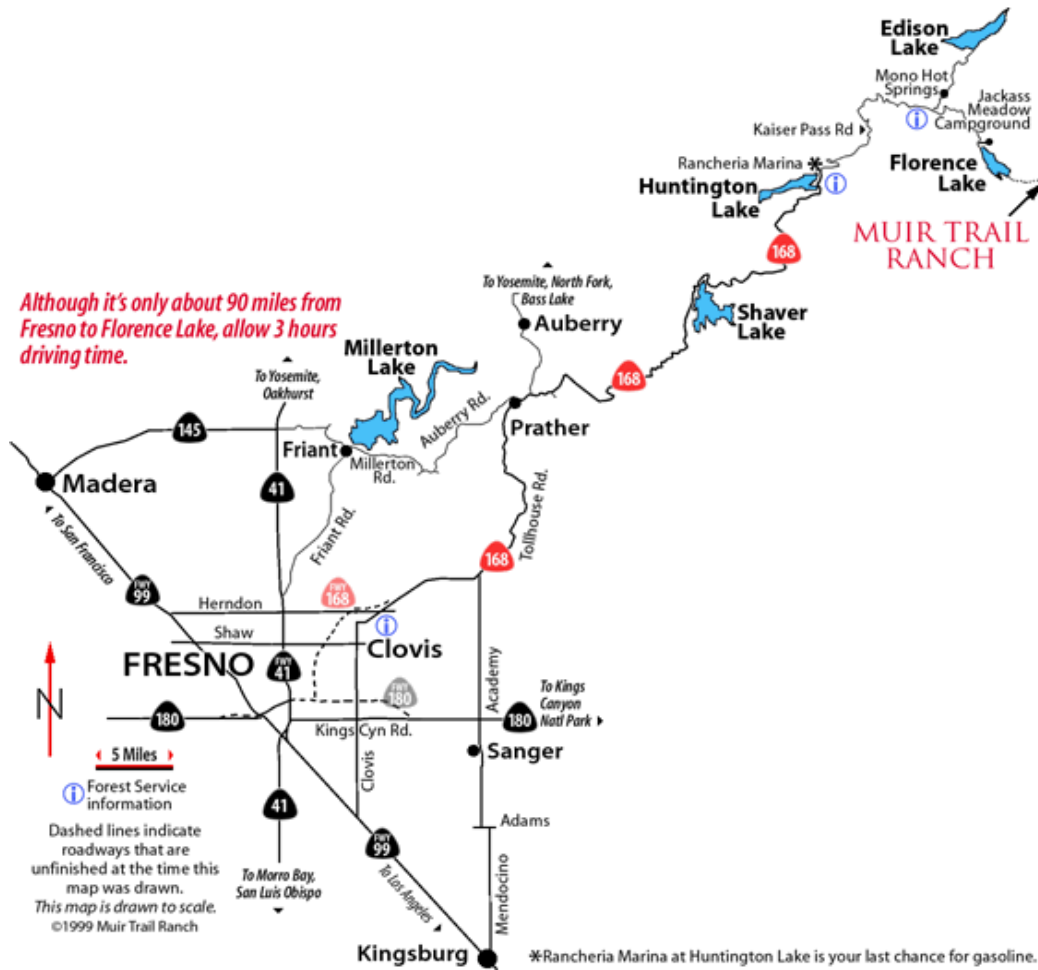 Edison
Lake
Mono Hot
Springs
Jackass
Meadow
Campground
Kaiser Pass Rd
Rancheria Marina *
Florence
Lake
Huntington
Lake
MUIR TRAIL
RANCH
168
To Yosemite, North Fork,
Bass Lake
Shaver
Lake
Auberry
Although it's only about 90 miles from
Fresno to Florence Lake, allow 3 hours
driving time.
Millerton
Lake
168
To Yosemite,
Oakhurst
Auberry Rd.
Prather
145
Friant
Millerton
Rd.
Madera
41
Tollhouse Rd.
To San Francisco
Friant Rd.
168
FWY
99
FWY
168
Herndon
Shaw
Clovis
FRESNO
FWY
41
N
FWY
180
Academy
To Kings
Canyon
Natl Park
180
Kings Cyn Rd.
180
5 Miles
Sanger
Clovis
i Forest Service
information
41
Adams
FWY
99
Dashed lines indicate
roadways that are
unfinished at the time this
map was drawn.
This map is drawn to scale.
©1999 Muir Trail Ranch
To Morro Bay,
San Luis Obispo
To Los Angeles
Mendocino
Kingsburg
*Rancheria Marina at Huntington Lake is your last chance for gasoline.